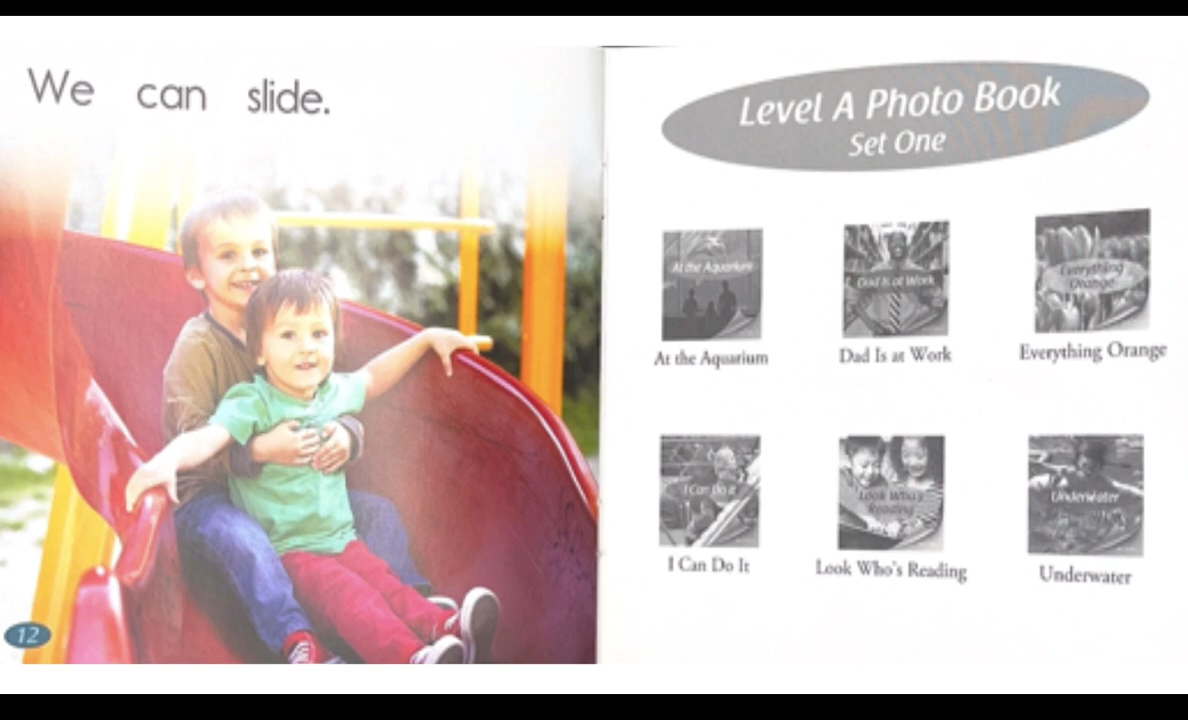 We can slide.
12
Level A Photo Book
Set One
At the Aquarium
At the Aquarium
Dad Is at Work
Dad Is at Work
Everything
Orange
Everything Orange
I Can Do It
I Can Do It
Look Who's
Reading
Look Who's Reading
Underwater
Underwater